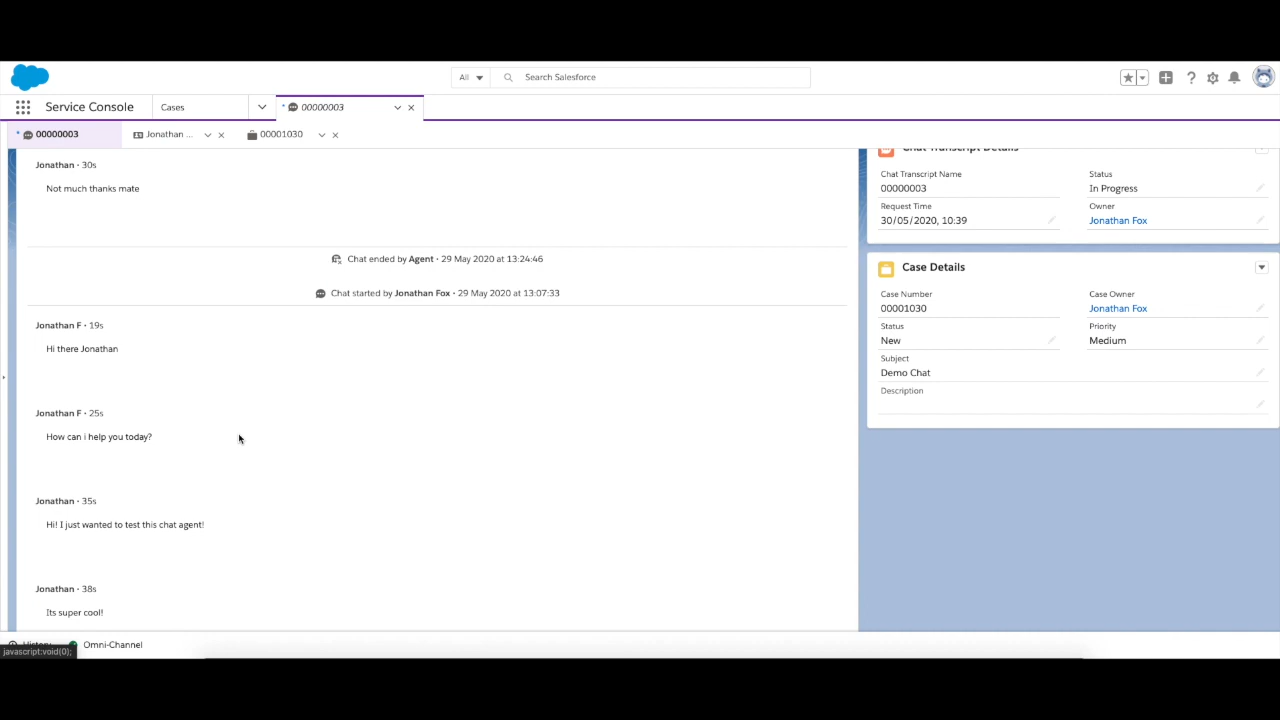 All
Search Salesforce
Service Console
Cases
* 00000003
* 00000003
Jonathan ...
00001030
Jonathan • 30s
Not much thanks mate
Chat ended by Agent • 29 May 2020 at 13:24:46
Chat started by Jonathan Fox • 29 May 2020 at 13:07:33
Jonathan F • 19s
Hi there Jonathan
Jonathan F • 25s
How can i help you today?
Jonathan • 35s
Hi! I just wanted to test this chat agent!
Jonathan • 38s
Its super cool!
Chat Transcript Details
Chat Transcript Name
00000003
Status
In Progress
Request Time
30/05/2020, 10:39
Owner
Jonathan Fox
Case Details
Case Number
00001030
Case Owner
Jonathan Fox
Status
New
Priority
Medium
Subject
Demo Chat
Description
History
Omni-Channel
javascript:void(0);